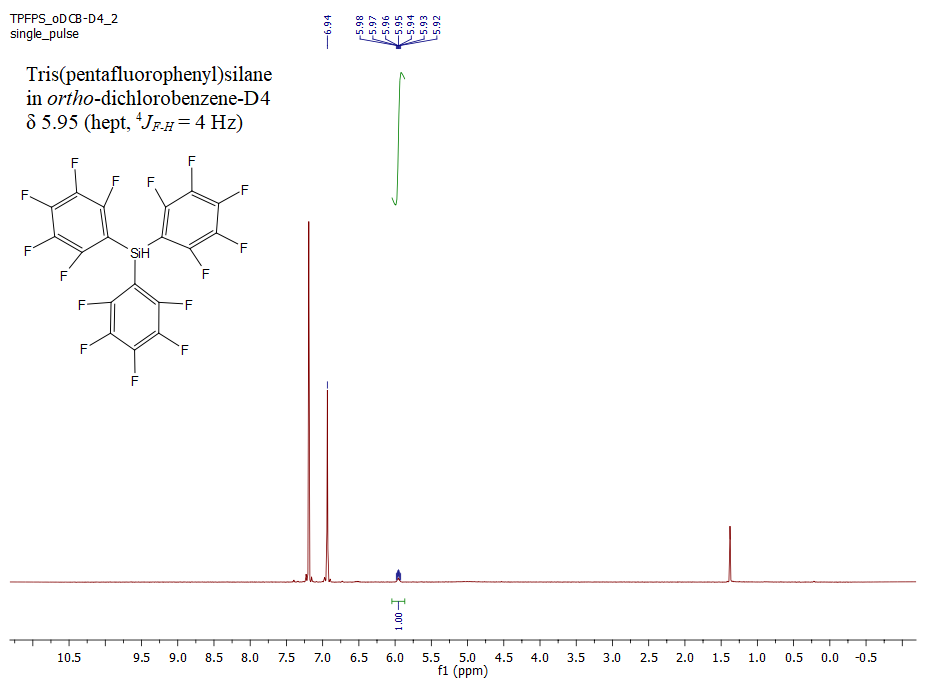 TPFPS_oDCB-D4_2
single_pulse
6.94
5.98
5.97
5.96
5.95
5.94
5.93
5.92
Tris(pentafluorophenyl)silane
in ortho-dichlorobenzene-D4
δ 5.95 (hept, ⁴J_F-H = 4 Hz)
F
F
F
F
F
F
F
F
F
F
SiH
F
F
F
F
F
1.00
10.5 9.5 9.0 8.5 8.0 7.5 7.0 6.5 6.0 5.5 5.0 4.5 4.0 3.5 3.0 2.5 2.0 1.5 1.0 0.5 0.0 -0.5
f1 (ppm)